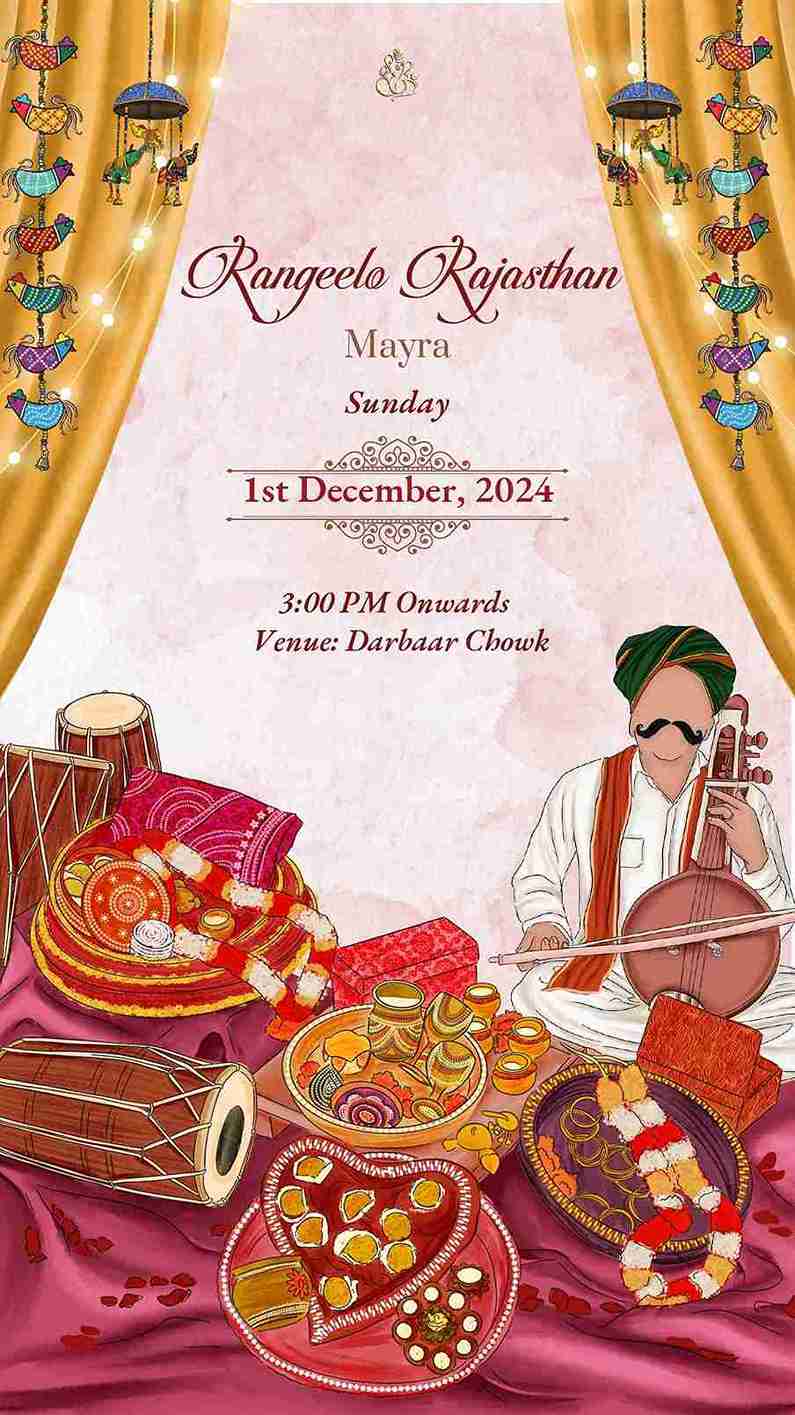 Rangeelo Rajasthan
Mayra
Sunday
1st December, 2024
3:00 PM Onwards
Venue: Darbaar Chowk